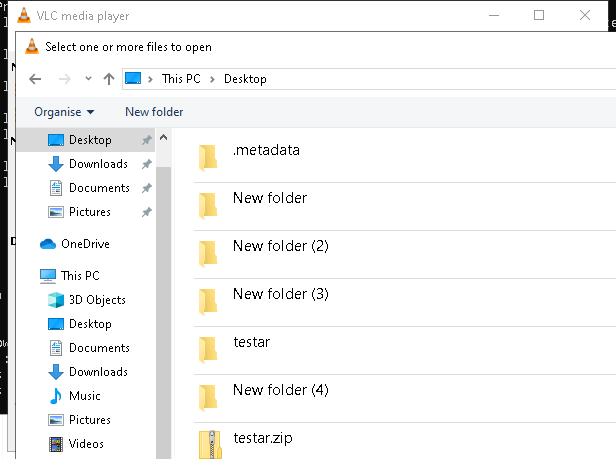 VLC media player
Select one or more files to open
This PC > Desktop
Organise New folder
Desktop
Downloads
Documents
Pictures
OneDrive
This PC
3D Objects
Desktop
Documents
Downloads
Music
Pictures
Videos
.metadata
New folder
New folder (2)
New folder (3)
testar
New folder (4)
testar.zip